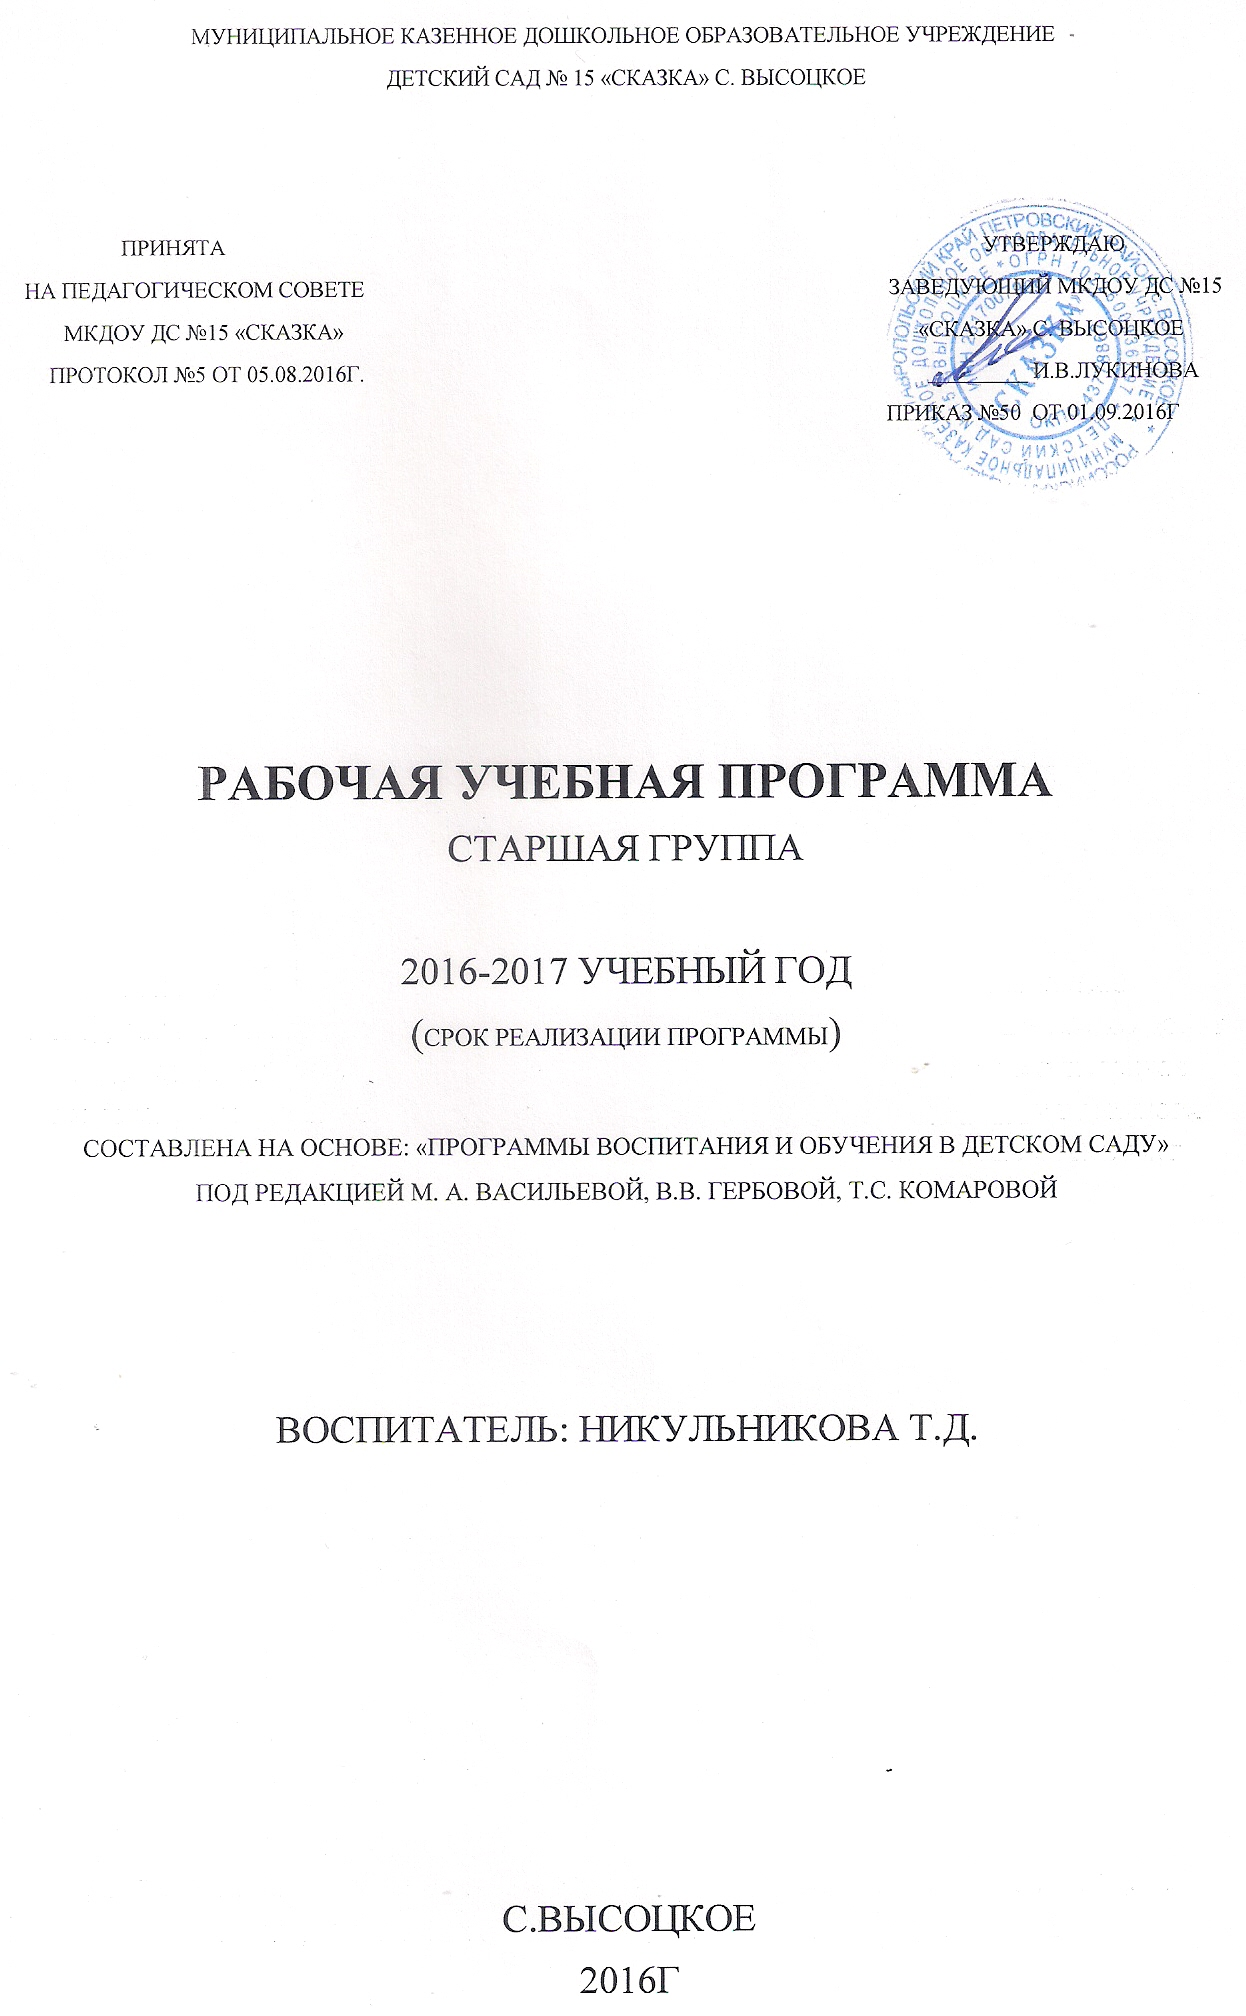 МУНИЦИПАЛЬНОЕ КАЗЕННОЕ ДОШКОЛЬНОЕ ОБРАЗОВАТЕЛЬНОЕ УЧРЕЖДЕНИЕ
ДЕТСКИЙ САД № 15 «СКАЗКА» С. ВЫСОЦКОЕ
ПРИНЯТА
НА ПЕДАГОГИЧЕСКОМ СОВЕТЕ
МКДОУ ДС №15 «СКАЗКА»
ПРОТОКОЛ №5 ОТ 05.08.2016Г.
УТВЕРЖДАЮ
ЗАВЕДУЮЩИЙ МКДОУ ДС №15
«СКАЗКА» С. ВЫСОЦКОЕ
И.В.ЛУКИНОВА
ПРИКАЗ №50 ОТ 01.09.2016Г
«СКАЗКА»
РАБОЧАЯ УЧЕБНАЯ ПРОГРАММА
СТАРШАЯ ГРУППА
2016-2017 УЧЕБНЫЙ ГОД
(СРОК РЕАЛИЗАЦИИ ПРОГРАММЫ)
СОСТАВЛЕНА НА ОСНОВЕ: «ПРОГРАММЫ ВОСПИТАНИЯ И ОБУЧЕНИЯ В ДЕТСКОМ САДУ»
ПОД РЕДАКЦИЕЙ М. А. ВАСИЛЬЕВОЙ, В.В. ГЕРБОВОЙ, Т.С. КОМАРОВОЙ
ВОСПИТАТЕЛЬ: НИКУЛЬНИКОВА Т.Д.
С.ВЫСОЦКОЕ
2016Г